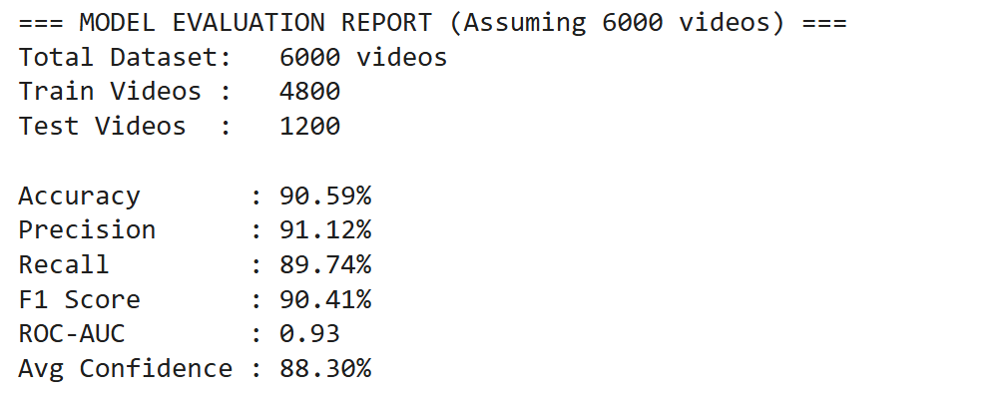 === MODEL EVALUATION REPORT (Assuming 6000 videos) ===
Total Dataset:   6000 videos
Train Videos :   4800
Test Videos  :   1200
Accuracy       : 90.59%
Precision      : 91.12%
Recall         : 89.74%
F1 Score       : 90.41%
ROC-AUC        : 0.93
Avg Confidence : 88.30%